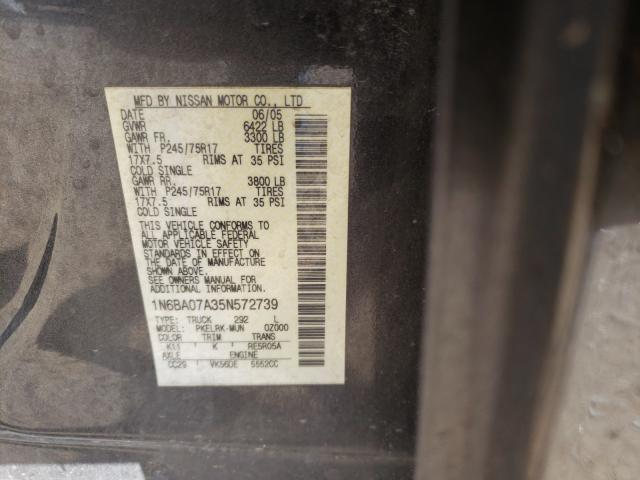 MFD BY NISSAN MOTOR CO., LTD
DATE 06/05
GVWR 6422 LB
GAWR FR. 3300 LB
WITH P245/75R17 TIRES
17X7.5 RIMS AT 35 PSI
COLD SINGLE
GAWR RR. 3800 LB
WITH P245/75R17 TIRES
17X7.5 RIMS AT 35 PSI
COLD SINGLE
THIS VEHICLE CONFORMS TO
ALL APPLICABLE FEDERAL
MOTOR VEHICLE SAFETY
STANDARDS IN EFFECT ON
THE DATE OF MANUFACTURE
SHOWN ABOVE.
SEE OWNERS MANUAL FOR
ADDITIONAL INFORMATION.
1N6BA07A35N572739
TYPE: TRUCK 292 L
MODEL: PKELRK-MUN 0Z000
COLOR TRIM TRANS
K11 K RE5R05A
AXLE ENGINE
CC29 VK56DE 5552CC